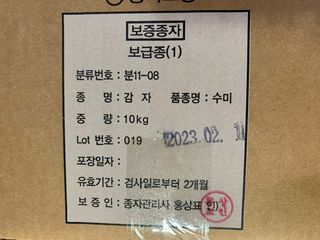 보증종자
보급종(1)
분류번호 : 분11-08
종 명 : 감 자 품종명 : 수미
중 량 : 10kg
Lot 번호 : 019 2023.02.
포장일자 :
유효기간 : 검사일로부터 2개월
보 증 인 : 종자관리사 홍상표 인)